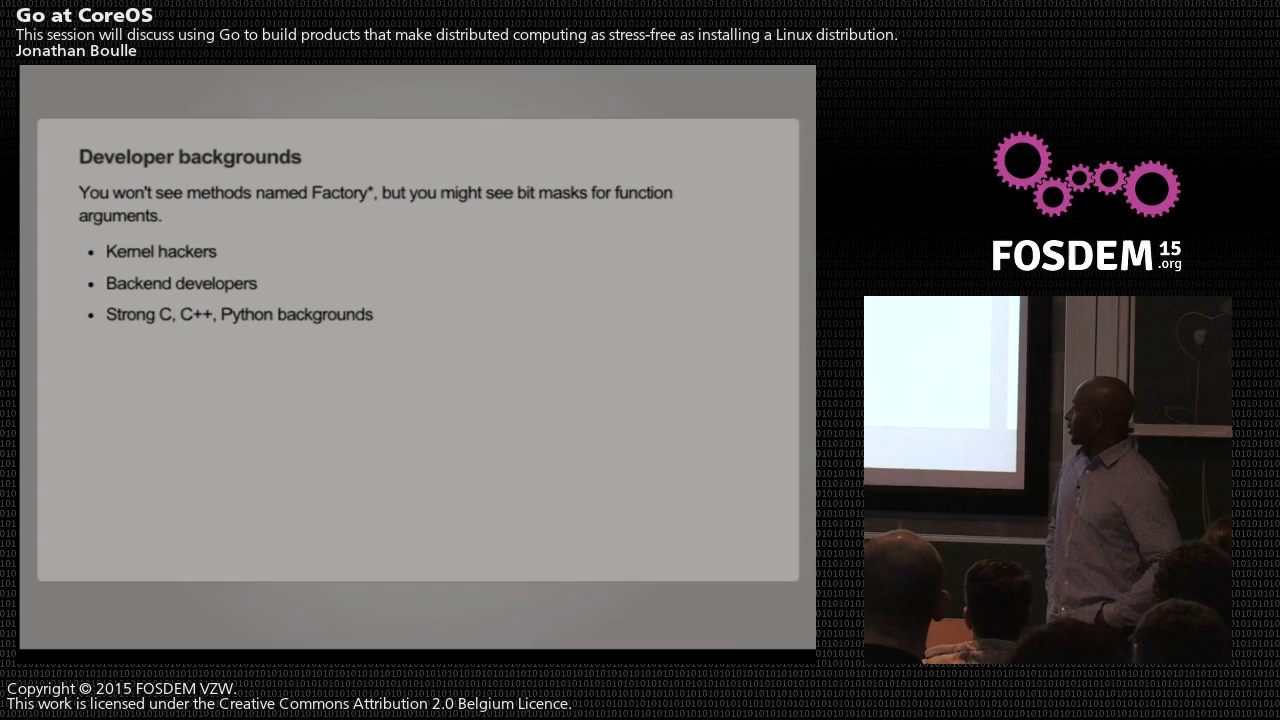 Go at CoreOS
This session will discuss using Go to build products that make distributed computing as stress-free as installing a Linux distribution.
Jonathan Boulle
Developer backgrounds
You won't see methods named Factory*, but you might see bit masks for function
arguments.
• Kernel hackers
• Backend developers
• Strong C, C++, Python backgrounds
FOSDEM 15
.org
Copyright © 2015 FOSDEM VZW.
This work is licensed under the Creative Commons Attribution 2.0 Belgium Licence.